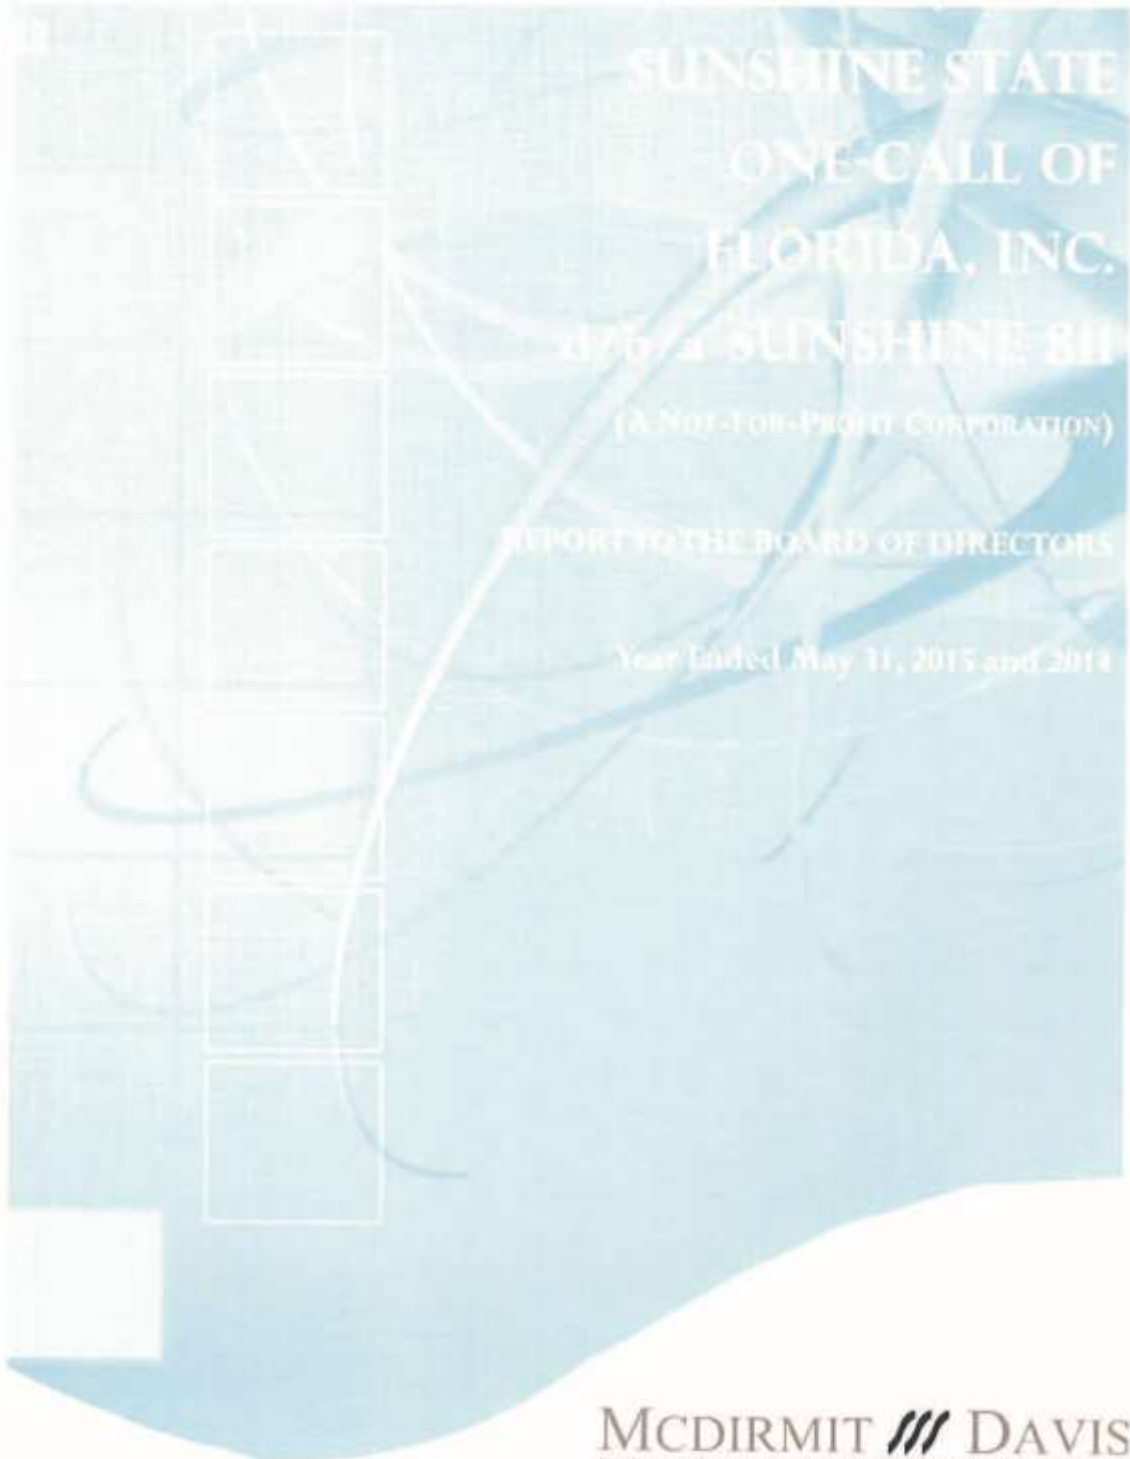 SUNSHINE STATE
ONE-CALL OF
FLORIDA, INC.
d/b/a SUNSHINE 811
(A NOT-FOR-PROFIT CORPORATION)
REPORT TO THE BOARD OF DIRECTORS
Year Ended May 31, 2015 and 2014
MCDIRMIT DAVIS